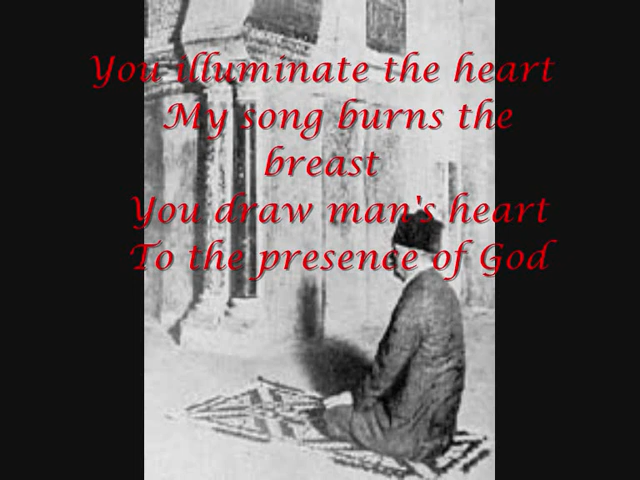 You illuminate the heart
My song burns the
breast
You draw man's heart
To the presence of God